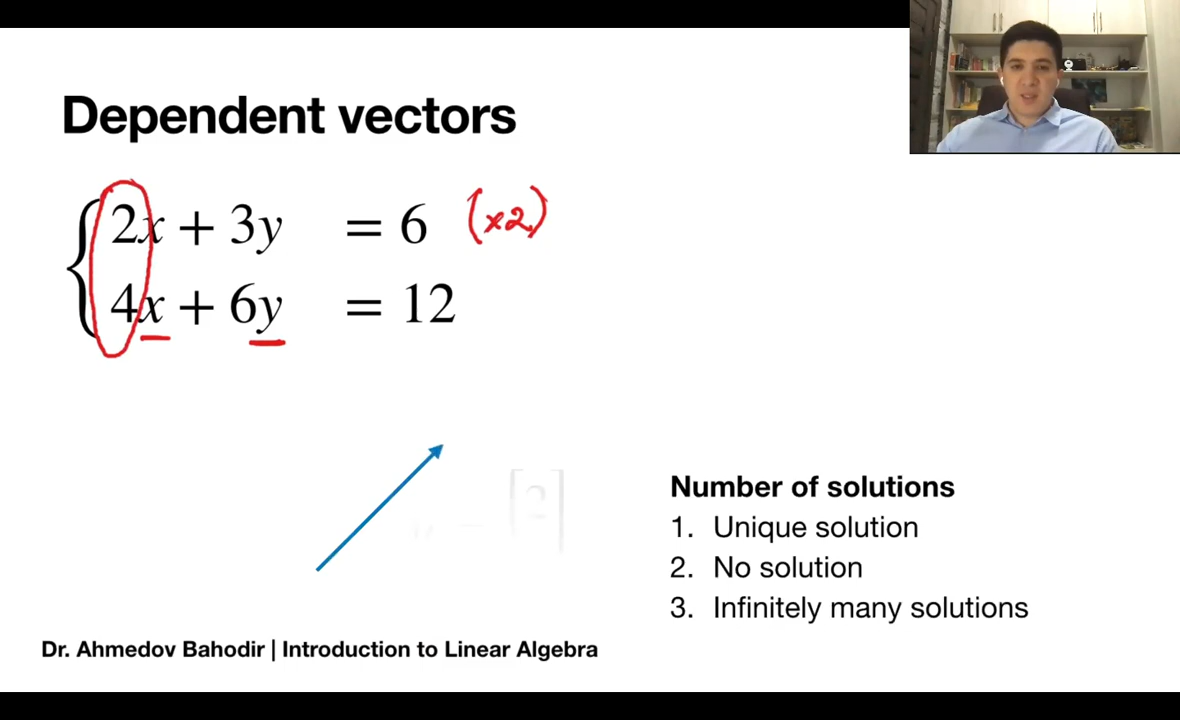 Dependent vectors
2x + 3y = 6 (×2)
4x + 6y = 12
Number of solutions
1. Unique solution
2. No solution
3. Infinitely many solutions
Dr. Ahmedov Bahodir | Introduction to Linear Algebra